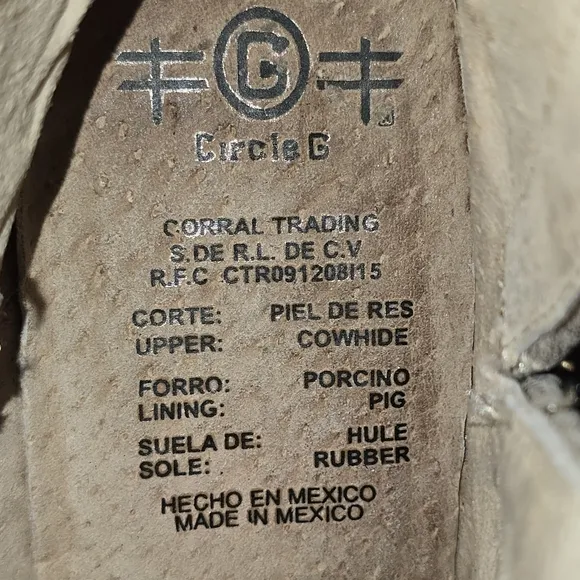 G
Circle G
CORRAL TRADING
S.DE R.L. DE C.V
R.F.C CTR091208I15
CORTE: PIEL DE RES
UPPER: COWHIDE
FORRO: PORCINO
LINING: PIG
SUELA DE: HULE
SOLE: RUBBER
HECHO EN MEXICO
MADE IN MEXICO